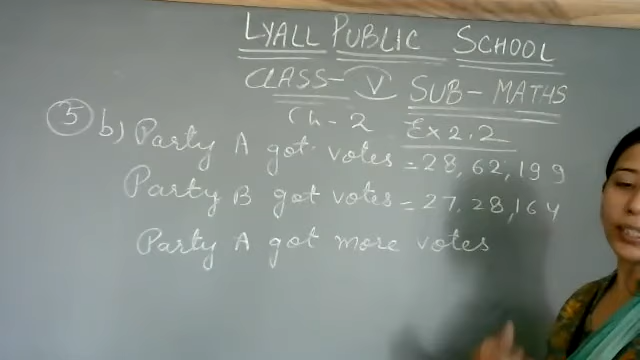 LYALL PUBLIC SCHOOL
CLASS-V SUB-MATHS
Ch-2 Ex 2.2
5 b) Party A got votes = 28,62,199
Party B got votes = 27,28,164
Party A got more votes